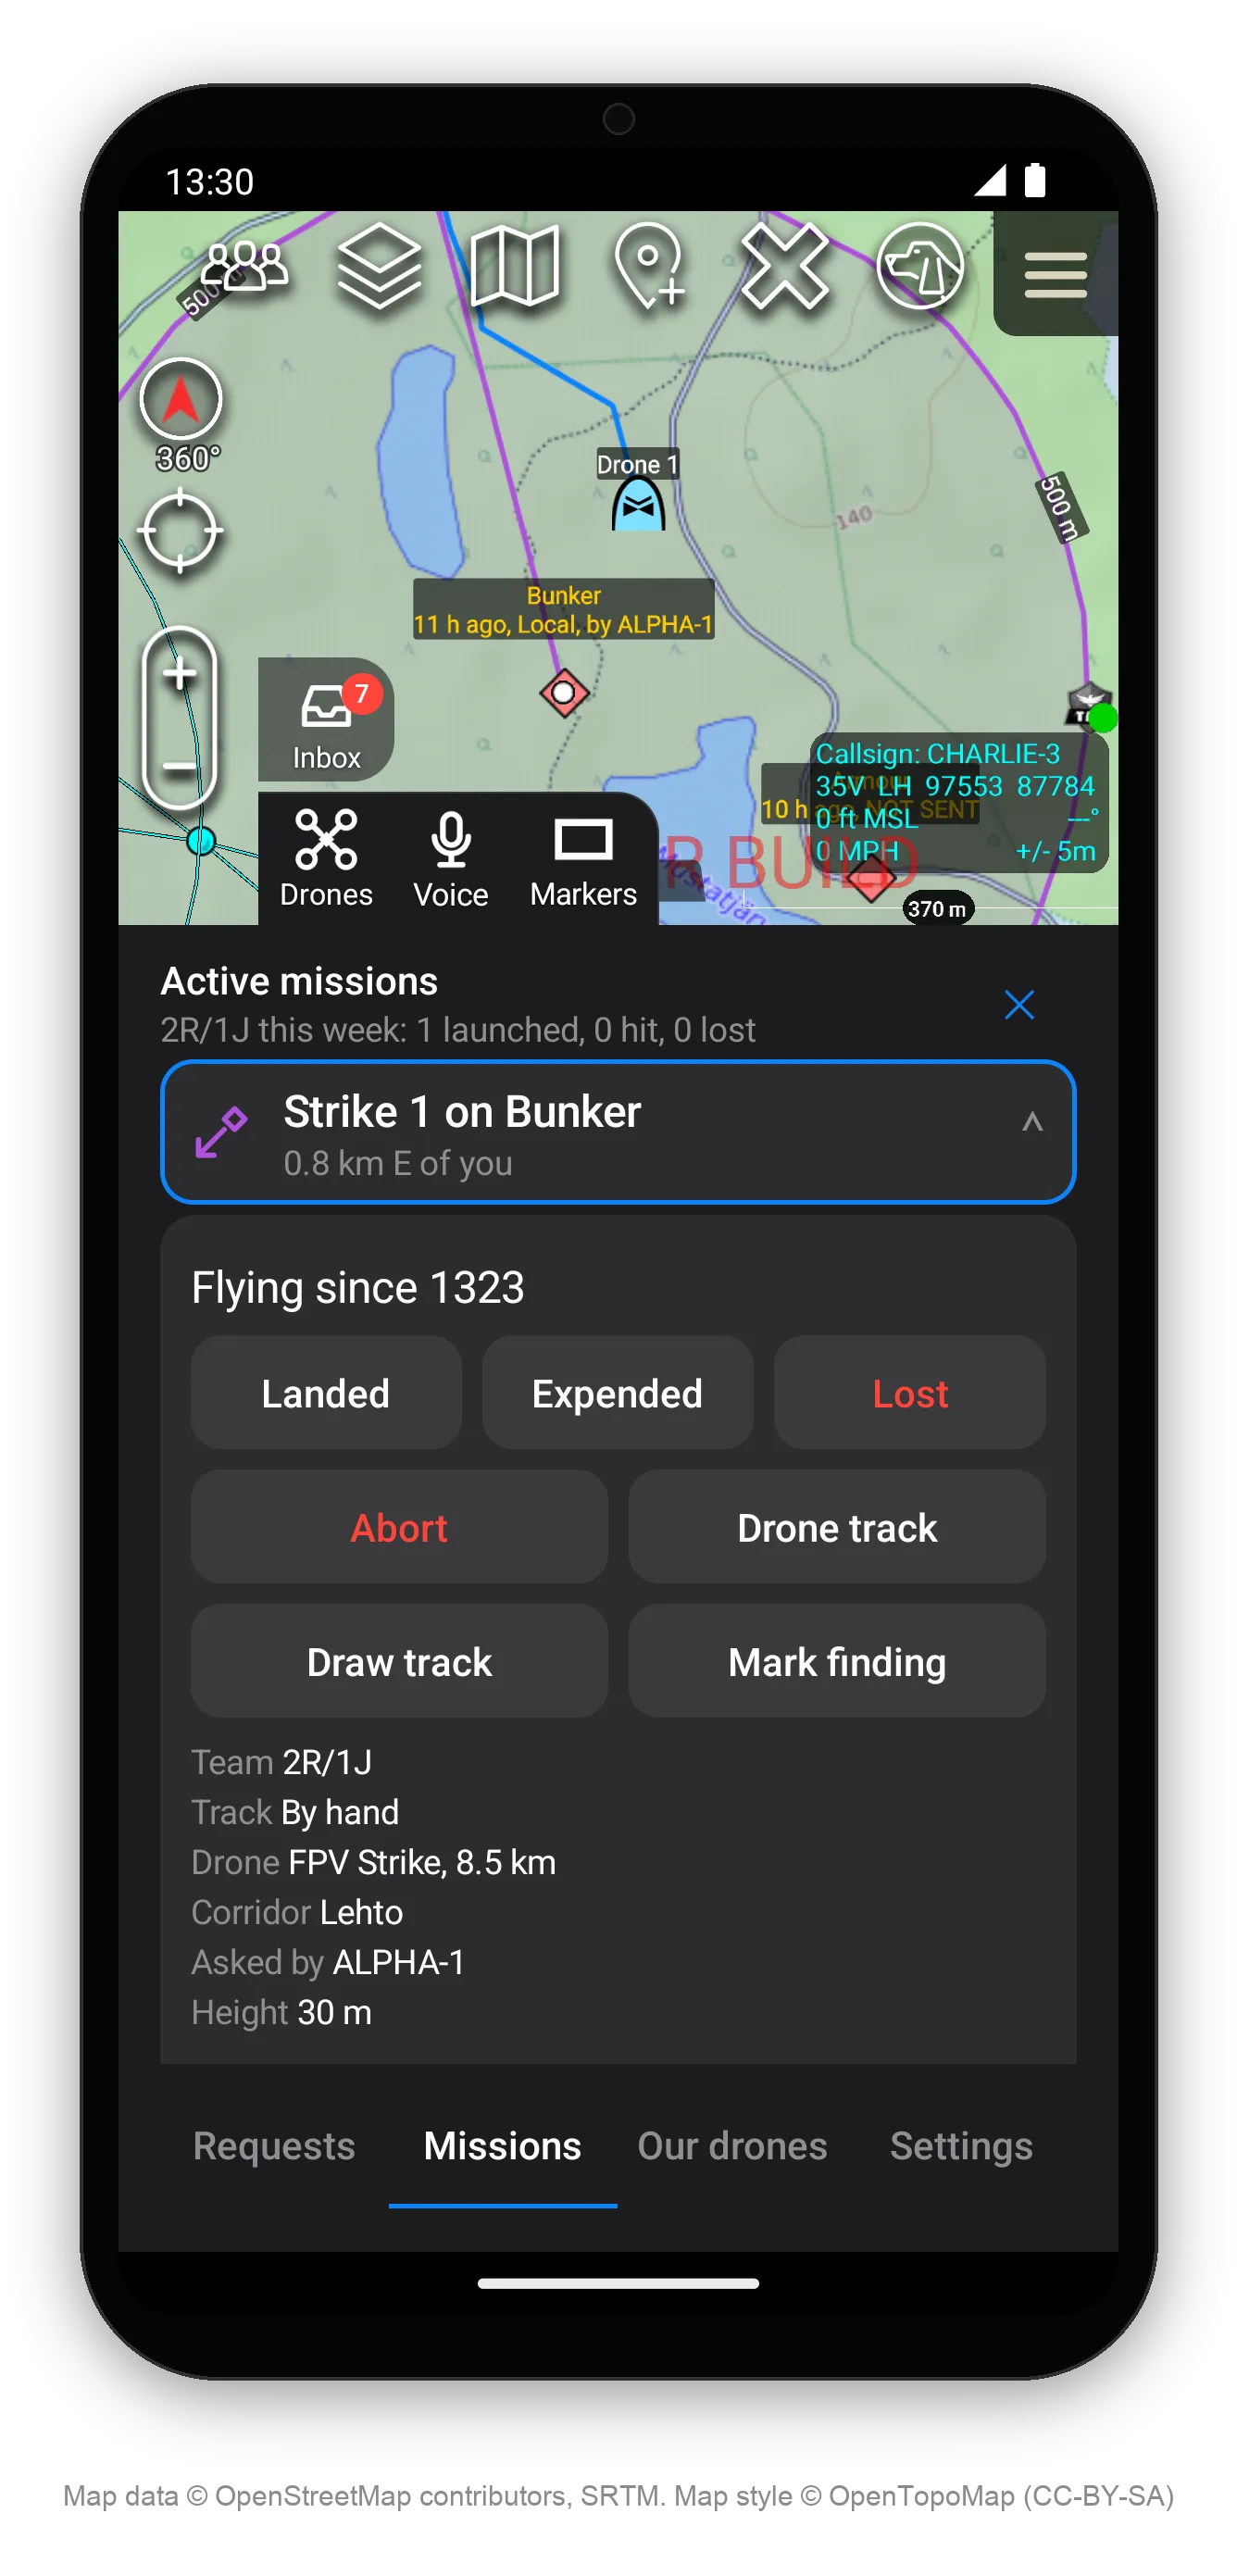 13:30
500
360°
Drone 1
140
500 m
Bunker
11 h ago, Local, by ALPHA-1
7
Inbox
Callsign: CHARLIE-3
35V LH 97553 87784
10 h ago, NOT SENT
0 ft MSL ---°
0 MPH +/- 5m
R BUILD
370 m
Drones
Voice
Markers
Active missions
2R/1J this week: 1 launched, 0 hit, 0 lost
Strike 1 on Bunker
0.8 km E of you
Flying since 1323
Landed
Expended
Lost
Abort
Drone track
Draw track
Mark finding
Team 2R/1J
Track By hand
Drone FPV Strike, 8.5 km
Corridor Lehto
Asked by ALPHA-1
Height 30 m
Requests
Missions
Our drones
Settings
Map data © OpenStreetMap contributors, SRTM. Map style © OpenTopoMap (CC-BY-SA)